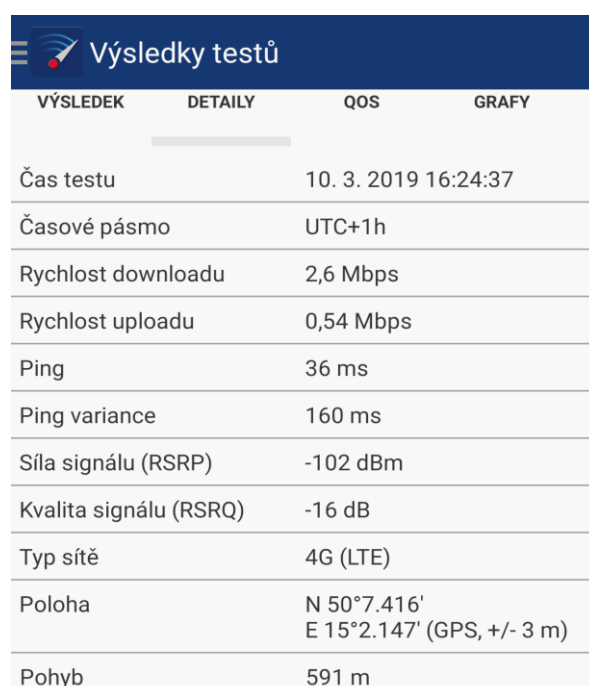 Výsledky testů
VÝSLEDEK DETAILY QOS GRAFY
Čas testu 10. 3. 2019 16:24:37
Časové pásmo UTC+1h
Rychlost downloadu 2,6 Mbps
Rychlost uploadu 0,54 Mbps
Ping 36 ms
Ping variance 160 ms
Síla signálu (RSRP) -102 dBm
Kvalita signálu (RSRQ) -16 dB
Typ sítě 4G (LTE)
Poloha N 50°7.416'
E 15°2.147' (GPS, +/- 3 m)
Pohyb 591 m